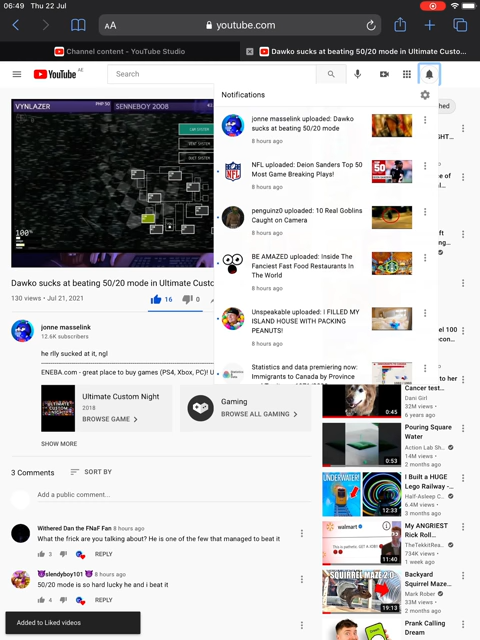 06:49 Thu 22 Jul
AA
youtube.com
Channel content - YouTube Studio
Dawko sucks at beating 50/20 mode in Ultimate Custo...
YouTube AE
Search
VYNLAZER
PHP 50
SENNEBOY 2008
100%
Notifications
jonne masselink uploaded: Dawko
sucks at beating 50/20 mode
8 hours ago
NFL uploaded: Deion Sanders Top 50
Most Game Breaking Plays!
8 hours ago
50
penguinz0 uploaded: 10 Real Goblins
Caught on Camera
8 hours ago
BE AMAZED uploaded: Inside The
Fanciest Fast Food Restaurants In
The World
8 hours ago
Unspeakable uploaded: I FILLED MY
ISLAND HOUSE WITH PACKING
PEANUTS!
8 hours ago
Statistics and data premiering now:
Immigrants to Canada by Province
Dawko sucks at beating 50/20 mode in Ultimate Custo
130 views • Jul 21, 2021
16
0
jonne masselink
12.6K subscribers
he rlly sucked at it, ngl
ENEBA.com - great place to buy games (PS4, Xbox, PC)! U
Ultimate Custom Night
2018
BROWSE GAME
Gaming
BROWSE ALL GAMING
SHOW MORE
3 Comments
SORT BY
Add a public comment...
Withered Dan the FNaF Fan 8 hours ago
What the frick are you talking about? He is one of the few that managed to beat it
3
REPLY
😈slendyboy101 😈 8 hours ago
50/20 mode is so hard lucky he and i beat it
4
REPLY
Added to Liked videos
Cancer test...
Dani Girl
32M views •
6 years ago
0:45
Pouring Square
Water
Action Lab Sh...
14M views •
2 months ago
0:53
UNDERWATER!
12:33
I Built a HUGE
Lego Railway -...
Half-Asleep C...
6.4M views •
3 months ago
walmart
11:40
My ANGRIEST
Rick Roll...
TheTekkitRea...
734K views •
1 week ago
SQUIRREL MAZE 2.0
19:13
Backyard
Squirrel Maze...
Mark Rober
33M views •
2 months ago
Prank Calling
Dream